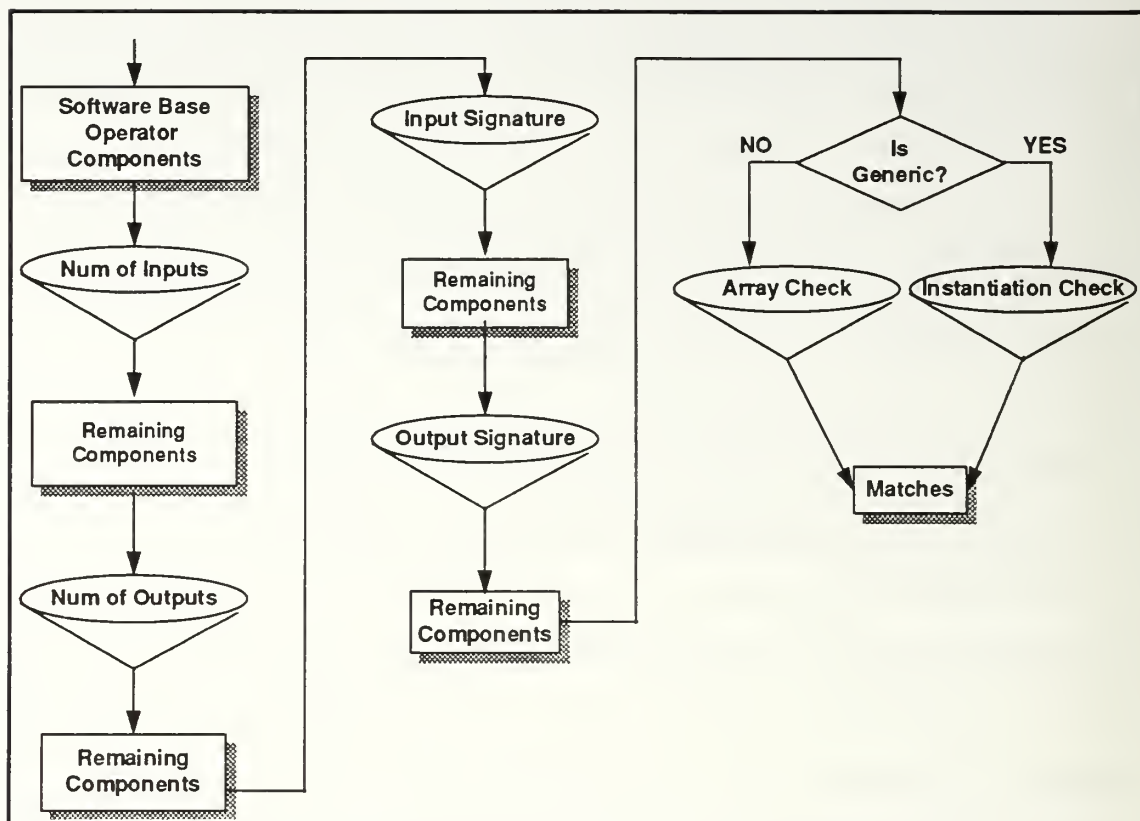 Software Base
Operator
Components
Num of Inputs
Remaining
Components
Num of Outputs
Remaining
Components
Input Signature
Remaining
Components
Output Signature
Remaining
Components
Is
Generic?
NO
YES
Array Check
Instantiation Check
Matches